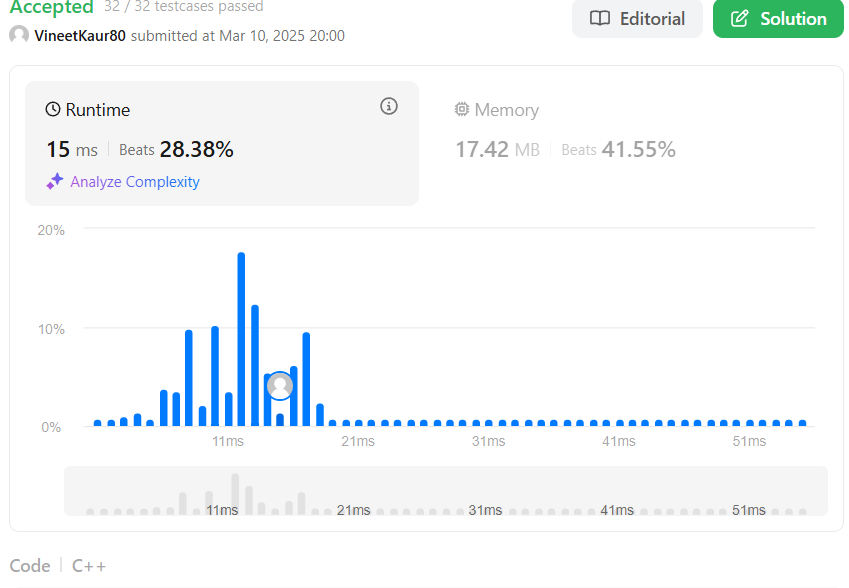 Accepted 32 / 32 testcases passed
Editorial
Solution
VineetKaur80 submitted at Mar 10, 2025 20:00
Runtime
15 ms Beats 28.38%
Analyze Complexity
Memory
17.42 MB Beats 41.55%
20%
10%
0%
11ms 21ms 31ms 41ms 51ms
11ms 21ms 31ms 41ms 51ms
Code C++